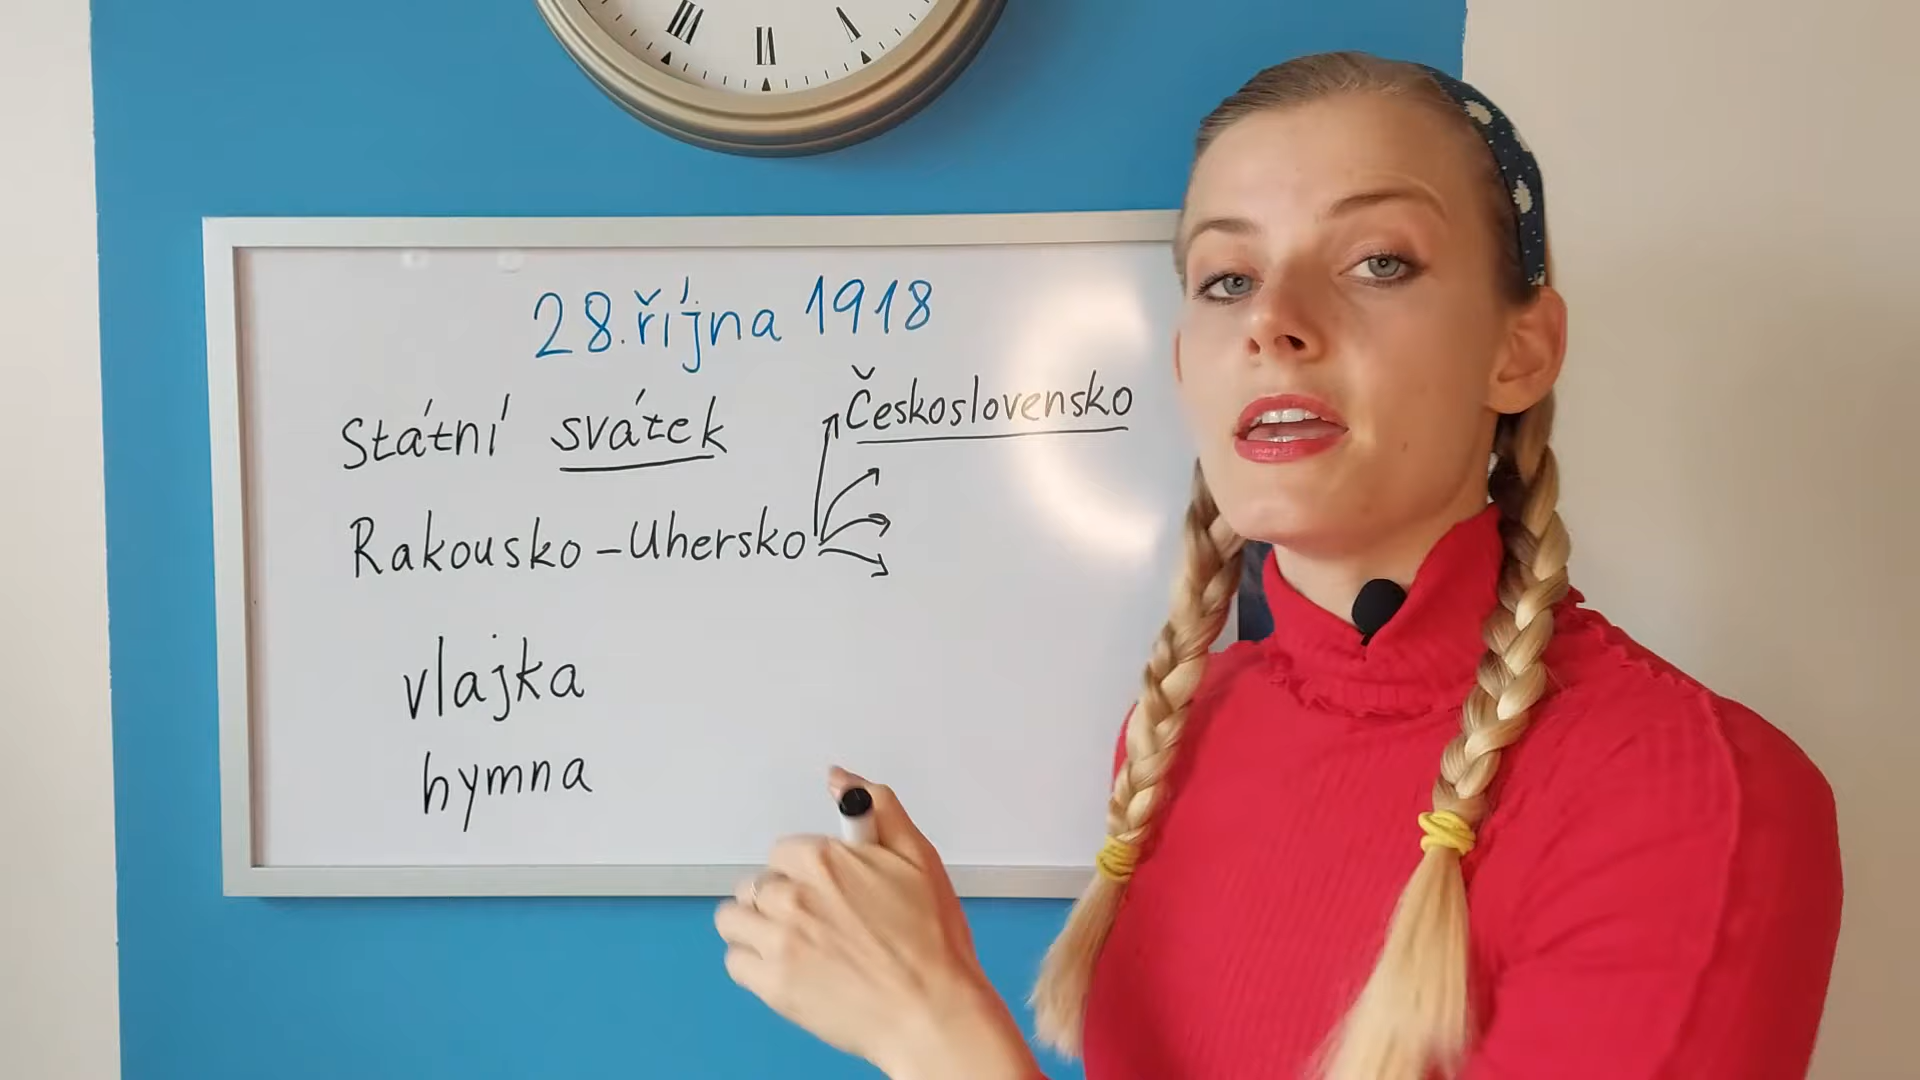 28. října 1918
Státní svátek
Československo
Rakousko-Uhersko
vlajka
hymna